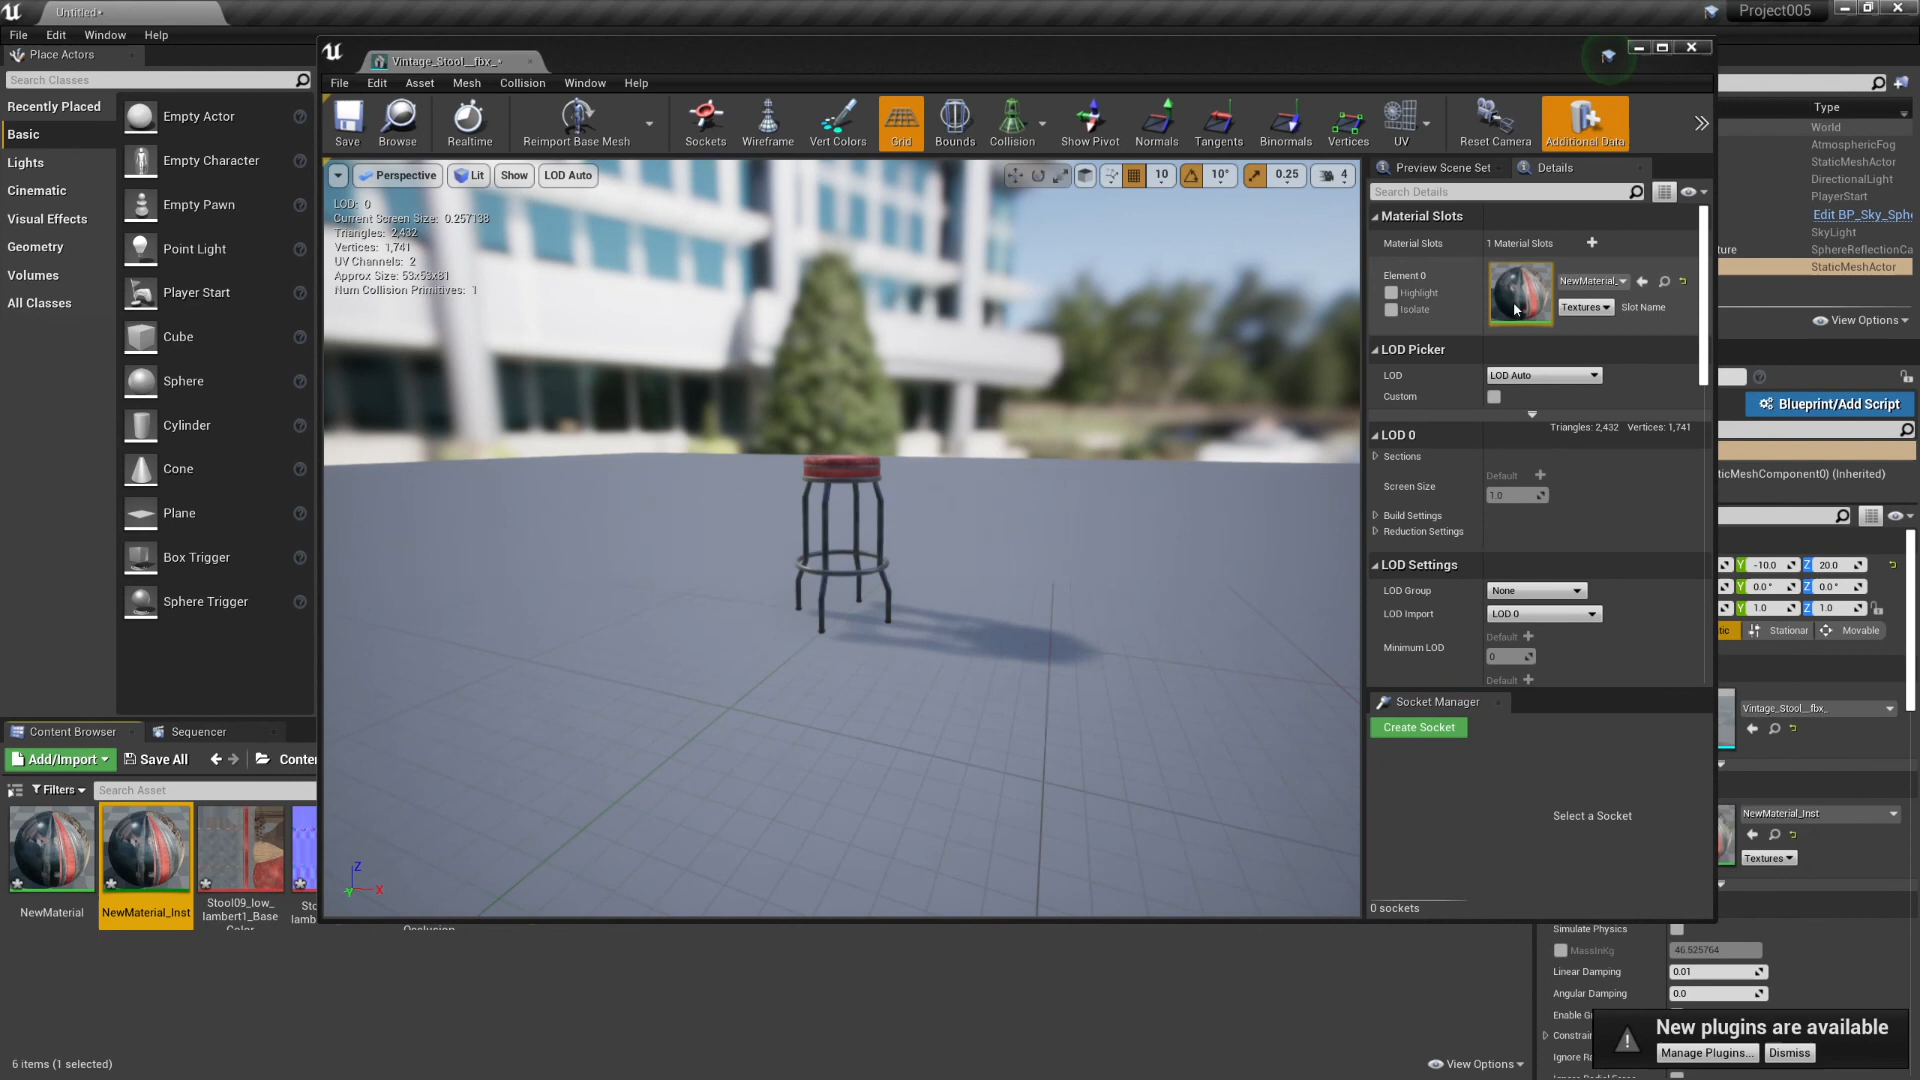 Untitled•
Project005
File Edit Window Help
Place Actors
Search Classes
Recently Placed
Basic
Lights
Cinematic
Visual Effects
Geometry
Volumes
All Classes
Empty Actor
Empty Character
Empty Pawn
Point Light
Player Start
Cube
Sphere
Cylinder
Cone
Plane
Box Trigger
Sphere Trigger
Vintage_Stool__fbx_•
File Edit Asset Mesh Collision Window Help
Save Browse Realtime Reimport Base Mesh Sockets Wireframe Vert Colors Grid Bounds Collision Show Pivot Normals Tangents Binormals Vertices UV Reset Camera Additional Data
Perspective Lit Show LOD Auto 10 10° 0.25 4
LOD: 0
Current Screen Size: 0.257138
Triangles: 2,432
Vertices: 1,741
UV Channels: 2
Approx Size: 53x53x81
Num Collision Primitives: 1
Z
X
Y
Preview Scene Set Details
Search Details
Material Slots
Material Slots 1 Material Slots
Element 0
Highlight
Isolate
NewMaterial_
Textures Slot Name
LOD Picker
LOD LOD Auto
Custom
LOD 0 Triangles: 2,432 Vertices: 1,741
Sections
Default
Screen Size 1.0
Build Settings
Reduction Settings
LOD Settings
LOD Group None
LOD Import LOD 0
Default
Minimum LOD 0
Default
Socket Manager
Create Socket
Select a Socket
0 sockets
Type
World
AtmosphericFog
StaticMeshActor
DirectionalLight
PlayerStart
Edit BP_Sky_Sph
SkyLight
ture SphereReflectionCa
StaticMeshActor
View Options
Blueprint/Add Script
ticMeshComponent0) (Inherited)
Y -10.0 Z 20.0
Y 0.0° Z 0.0°
Y 1.0 Z 1.0
tic Stationar Movable
Vintage_Stool__fbx_
NewMaterial_Inst
Textures
Simulate Physics
MassInKg 46.525764
Linear Damping 0.01
Angular Damping 0.0
Enable G
Constrai
Ignore R
New plugins are available
Manage Plugins... Dismiss
Content Browser Sequencer
Add/Import Save All Conter
Filters Search Asset
NewMaterial
NewMaterial_Inst
Stool09_low_
lambert1_Base
Color
Sto
lamb
Occlusion
6 items (1 selected)
View Options